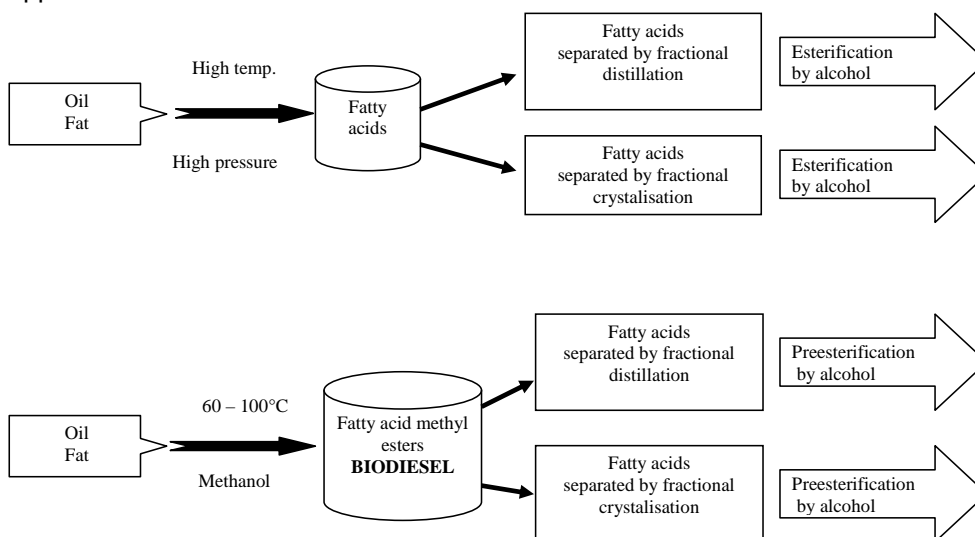 High temp.
High pressure
Oil
Fat
Fatty
acids
Fatty acids
separated by fractional
distillation
Esterification
by alcohol
Fatty acids
separated by fractional
crystalisation
Esterification
by alcohol
Oil
Fat
60 – 100°C
Methanol
Fatty acid methyl
esters
BIODIESEL
Fatty acids
separated by fractional
distillation
Preesterification
by alcohol
Fatty acids
separated by fractional
crystalisation
Preesterification
by alcohol